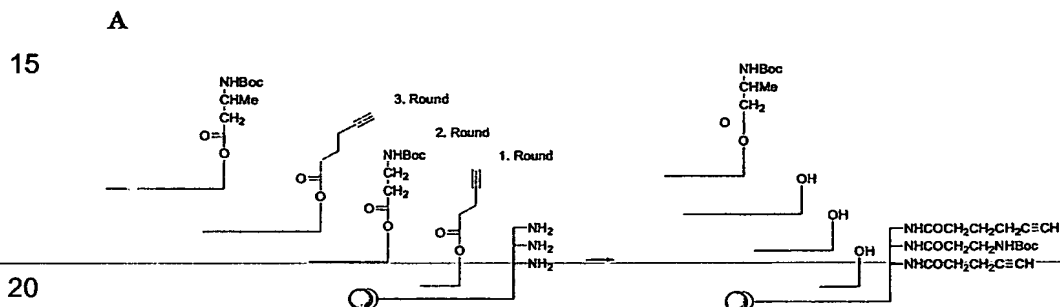 A
15
NHBoc
CHMe
CH₂
O=
O
3. Round
O
O
2. Round
NHBoc
CH₂
CH₂
O=
O
1. Round
O
O
NH₂
NH₂
NH₂
NHBoc
CHMe
CH₂
O
O
OH
OH
OH
NHCOCH₂CH₂CH₂C≡CH
NHCOCH₂CH₂NHBoc
NHCOCH₂CH₂C≡CH
20